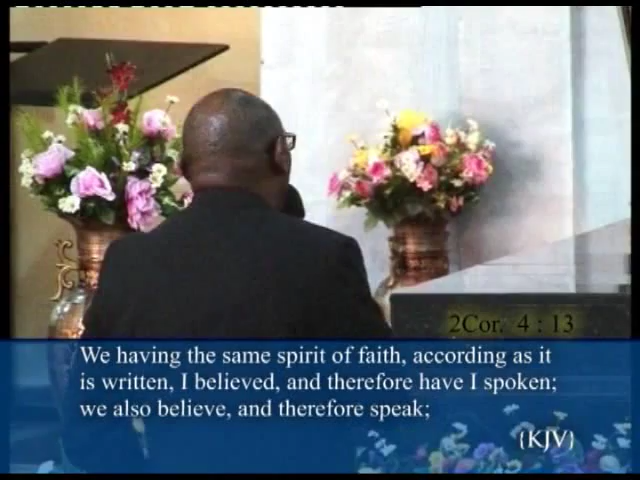 2Cor. 4 : 13
We having the same spirit of faith, according as it
is written, I believed, and therefore have I spoken;
we also believe, and therefore speak;
(KJV)